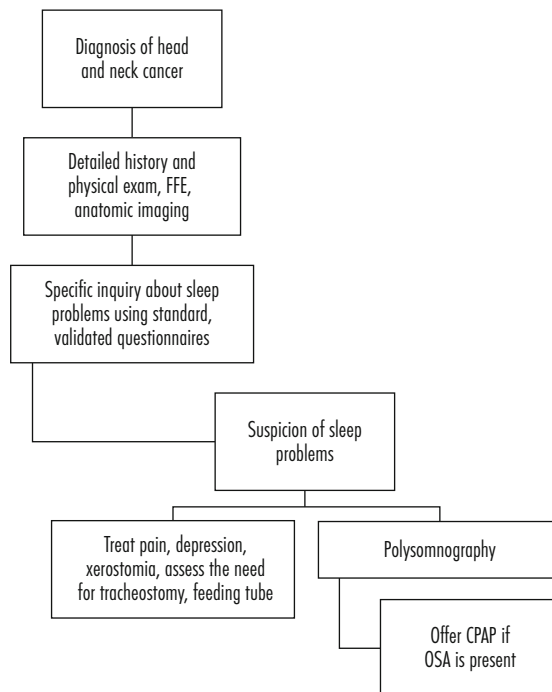 Diagnosis of head
and neck cancer
Detailed history and
physical exam, FFE,
anatomic imaging
Specific inquiry about sleep
problems using standard,
validated questionnaires
Suspicion of sleep
problems
Treat pain, depression,
xerostomia, assess the need
for tracheostomy, feeding tube
Polysomnography
Offer CPAP if
OSA is present